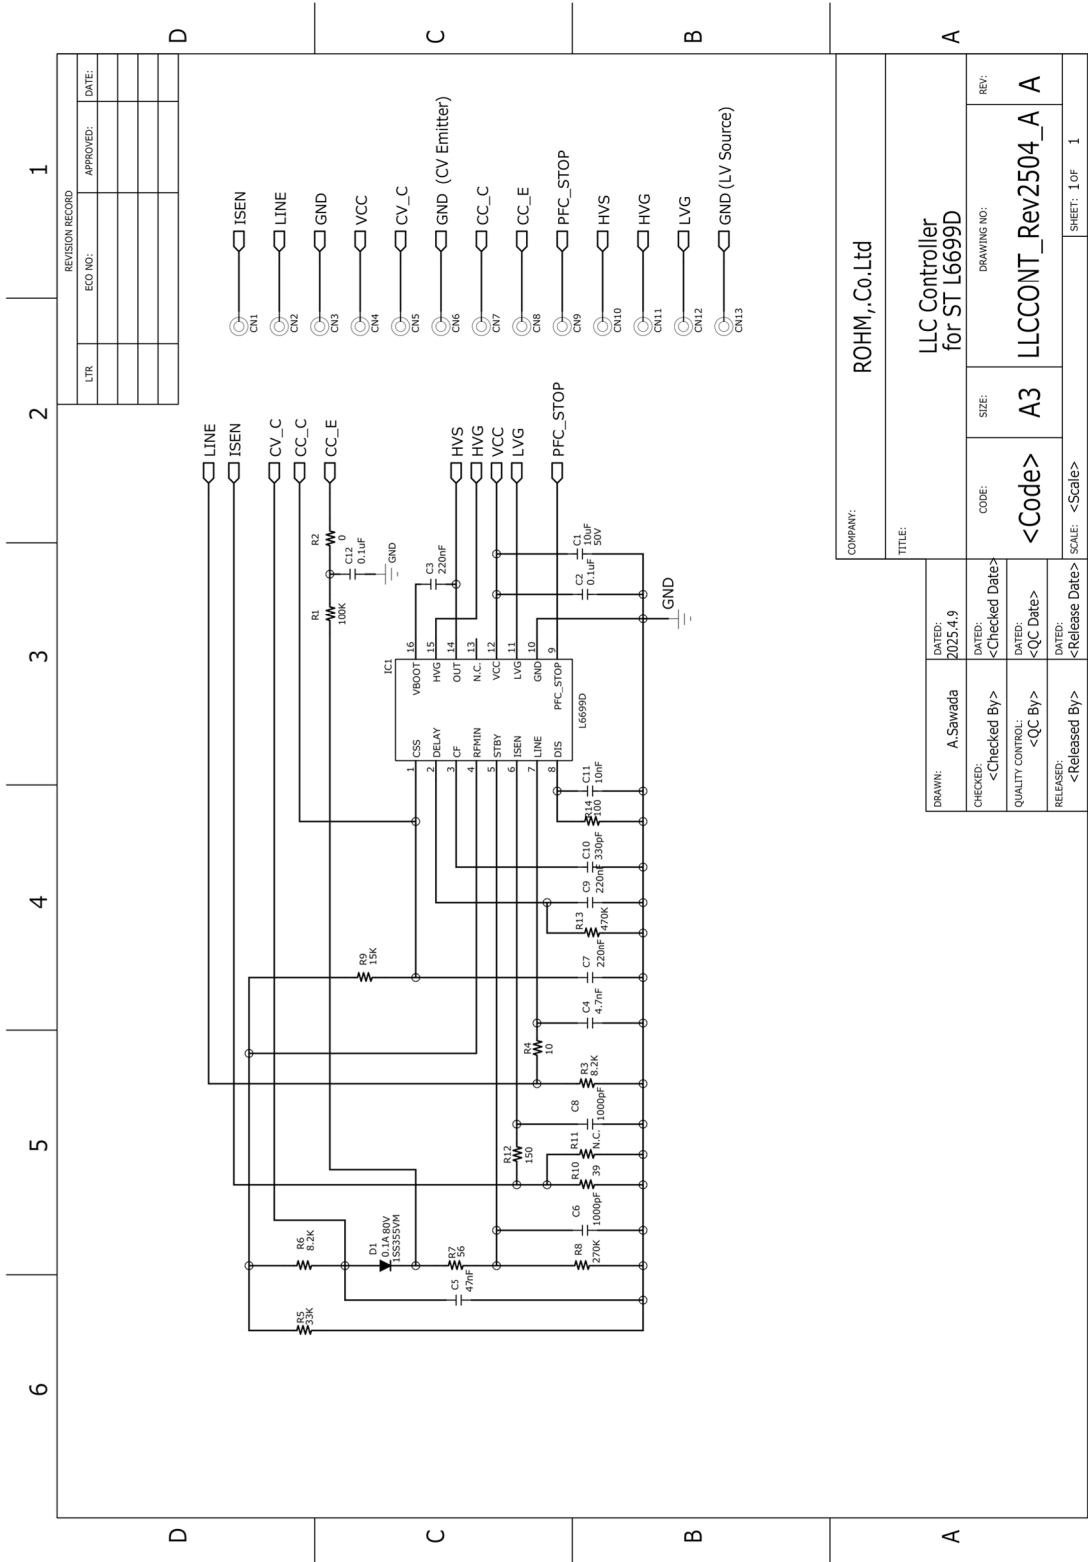 6
5
4
3
2
1
D
C
B
A
D
C
B
A
REVISION RECORD
LTR
ECO NO:
APPROVED:
DATE:
ISEN
CN1
LINE
CN2
GND
CN3
VCC
CN4
CV_C
CN5
GND (CV Emitter)
CN6
CC_C
CN7
CC_E
CN8
PFC_STOP
CN9
HVS
CN10
HVG
CN11
LVG
CN12
GND (LV Source)
CN13
LINE
ISEN
CV_C
CC_C
CC_E
HVS
HVG
VCC
LVG
PFC_STOP
R5
33K
R6
8.2K
D1
0.1A 80V
1SS355VM
C5
47nF
R7
56
R8
270K
C6
1000pF
R10
39
R11
N.C.
R12
150
C8
1000pF
R3
8.2K
R4
10
C4
4.7nF
R9
15K
C7
220nF
R13
470K
C9
220nF
C10
330pF
R14
100
C11
10nF
IC1
1
CSS
2
DELAY
3
CF
4
RFMIN
5
STBY
6
ISEN
7
LINE
8
DIS
VBOOT
16
HVG
15
OUT
14
N.C.
13
VCC
12
LVG
11
GND
10
PFC_STOP
9
L6699D
R1
100K
R2
0
C12
0.1uF
GND
C3
220nF
C2
0.1uF
C1
10uF
50V
GND
COMPANY:
ROHM,.Co.Ltd
TITLE:
LLC Controller
for ST L6699D
DRAWN:
A.Sawada
DATED:
2025.4.9
CHECKED:
<Checked By>
DATED:
<Checked Date>
QUALITY CONTROL:
<QC By>
DATED:
<QC Date>
RELEASED:
<Released By>
DATED:
<Release Date>
CODE:
<Code>
SIZE:
A3
DRAWING NO:
LLCCONT_Rev2504_A
REV:
A
SCALE: <Scale>
SHEET: 1 OF 1